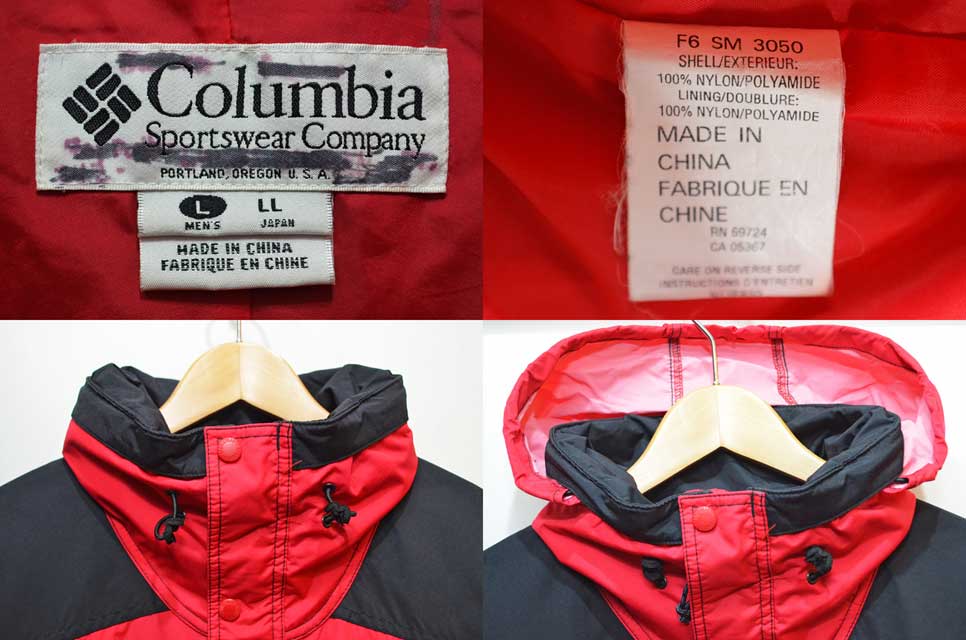 Columbia
Sportswear Company
PORTLAND, OREGON U.S.A.
L LL
MEN'S JAPAN
MADE IN CHINA
FABRIQUE EN CHINE
F6 SM 3050
SHELL/EXTERIEUR:
100% NYLON/POLYAMIDE
LINING/DOUBLURE:
100% NYLON/POLYAMIDE
MADE IN
CHINA
FABRIQUE EN
CHINE
RN 69724
CA 05367
CARE ON REVERSE SIDE
INSTRUCTIONS D'ENTRETIEN